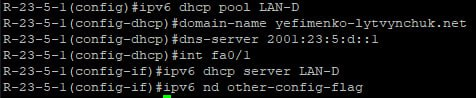 R-23-5-1(config)#ipv6 dhcp pool LAN-D
R-23-5-1(config-dhcp)#domain-name yefimenko-lytvynchuk.net
R-23-5-1(config-dhcp)#dns-server 2001:23:5:d::1
R-23-5-1(config-dhcp)#int fa0/1
R-23-5-1(config-if)#ipv6 dhcp server LAN-D
R-23-5-1(config-if)#ipv6 nd other-config-flag